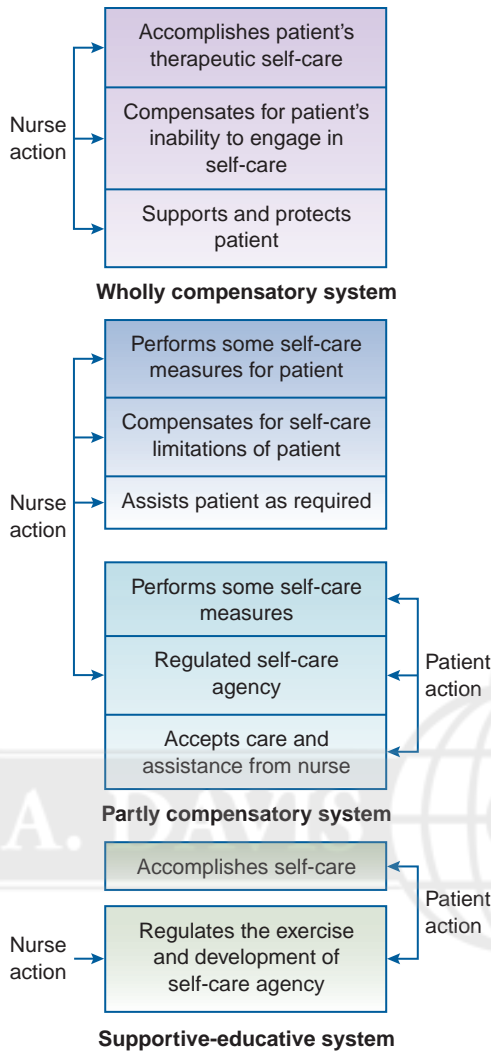 Accomplishes patient's
therapeutic self-care
Nurse
action
Compensates for patient's
inability to engage in
self-care
Supports and protects
patient
Wholly compensatory system
Performs some self-care
measures for patient
Compensates for self-care
limitations of patient
Nurse
action
Assists patient as required
Performs some self-care
measures
Regulated self-care
agency
Patient
action
Accepts care and
assistance from nurse
Partly compensatory system
A. DAVIS
Accomplishes self-care
Patient
action
Nurse
action
Regulates the exercise
and development of
self-care agency
Supportive-educative system